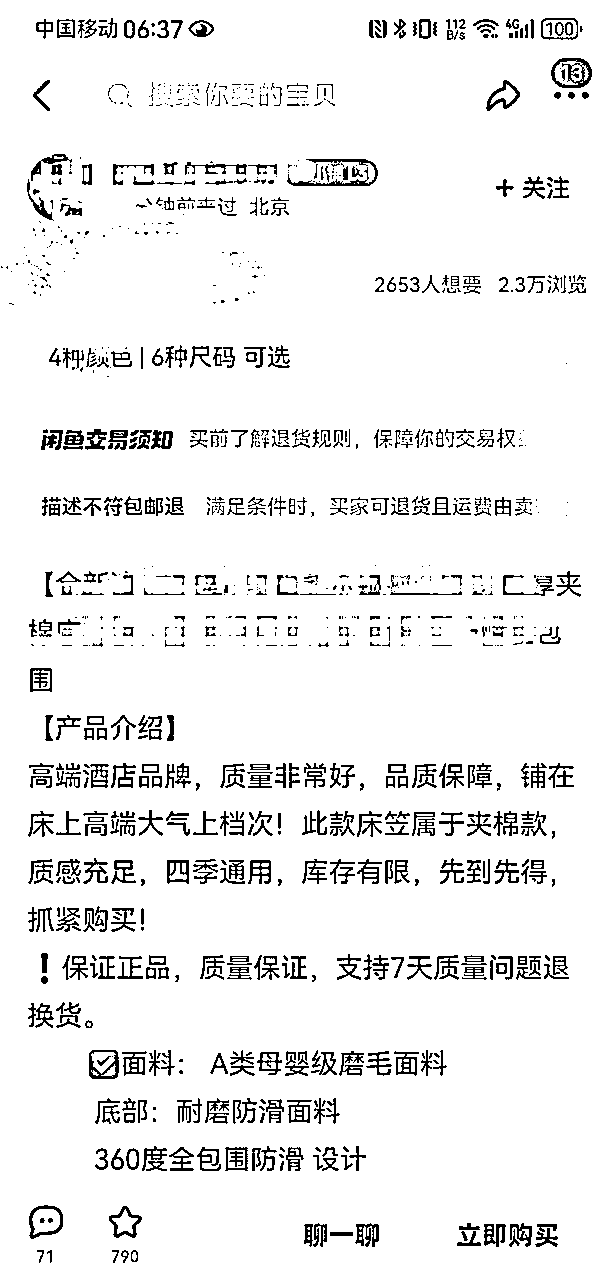 中国移动 06:37 112 B/s 4G 100
搜索你要的宝贝 13
+ 关注
分钟前来过 北京
2653人想要 2.3万浏览
4种颜色 | 6种尺码 可选
闲鱼交易须知 买前了解退货规则，保障你的交易权
描述不符包邮退 满足条件时，买家可退货且运费由卖
【全新 厚夹
棉 包
围
【产品介绍】
高端酒店品牌，质量非常好，品质保障，铺在
床上高端大气上档次！此款床笠属于夹棉款，
质感充足，四季通用，库存有限，先到先得，
抓紧购买！
❗保证正品，质量保证，支持7天质量问题退
换货。
☑面料： A类母婴级磨毛面料
底部：耐磨防滑面料
360度全包围防滑 设计
71 790 聊一聊 立即购买